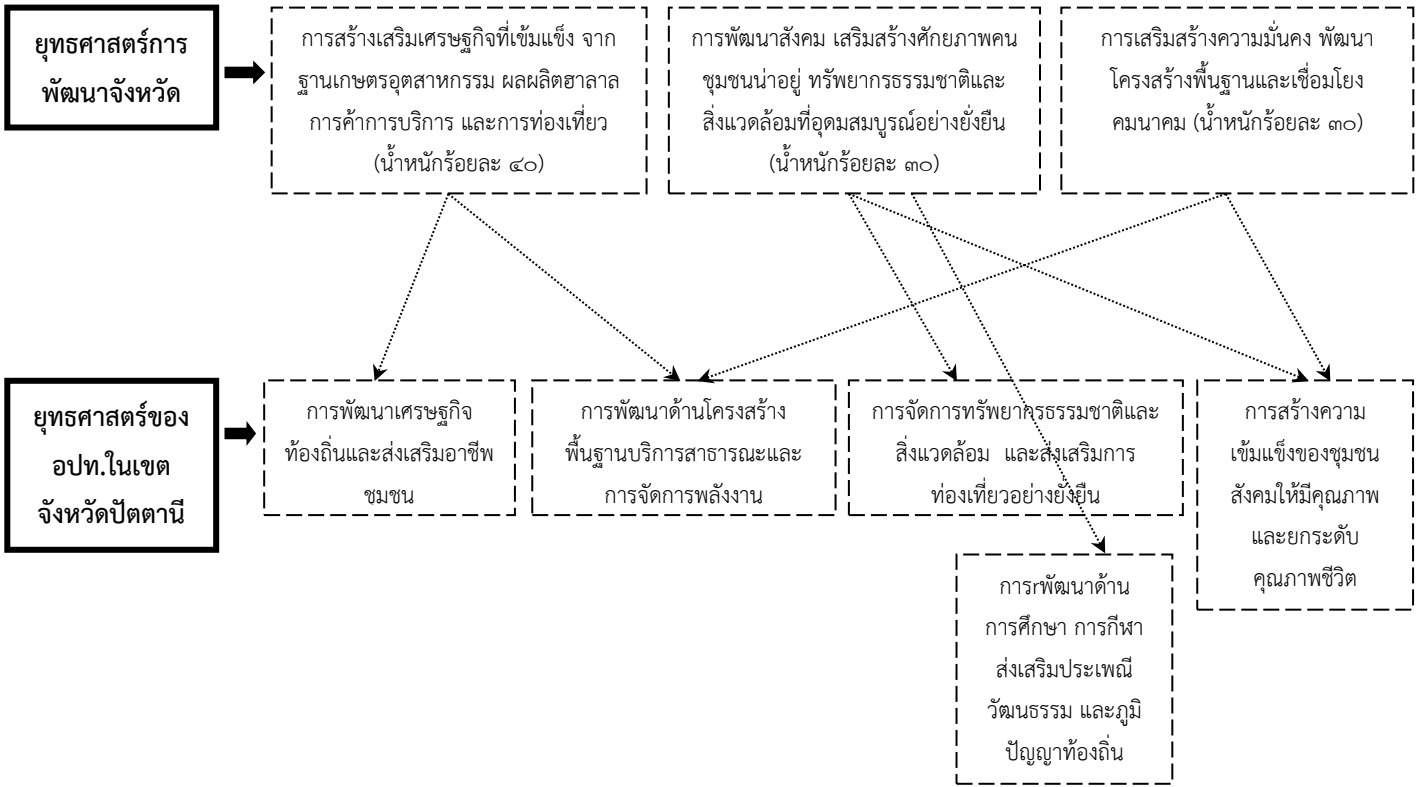 ยุทธศาสตร์การ
พัฒนาจังหวัด
การสร้างเสริมเศรษฐกิจที่เข้มแข็ง จาก
ฐานเกษตรอุตสาหกรรม ผลผลิตฮาลาล
การค้าการบริการ และการท่องเที่ยว
(น้ำหนักร้อยละ ๔๐)
การพัฒนาสังคม เสริมสร้างศักยภาพคน
ชุมชนน่าอยู่ ทรัพยากรธรรมชาติและ
สิ่งแวดล้อมที่อุดมสมบูรณ์อย่างยั่งยืน
(น้ำหนักร้อยละ ๓๐)
การเสริมสร้างความมั่นคง พัฒนา
โครงสร้างพื้นฐานและเชื่อมโยง
คมนาคม (น้ำหนักร้อยละ ๓๐)
ยุทธศาสตร์ของ
อปท.ในเขต
จังหวัดปัตตานี
การพัฒนาเศรษฐกิจ
ท้องถิ่นและส่งเสริมอาชีพ
ชุมชน
การพัฒนาด้านโครงสร้าง
พื้นฐานบริการสาธารณะและ
การจัดการพลังงาน
การจัดการทรัพยากรธรรมชาติและ
สิ่งแวดล้อม และส่งเสริมการ
ท่องเที่ยวอย่างยั่งยืน
การสร้างความ
เข้มแข็งของชุมชน
สังคมให้มีคุณภาพ
และยกระดับ
คุณภาพชีวิต
การrพัฒนาด้าน
การศึกษา การกีฬา
ส่งเสริมประเพณี
วัฒนธรรม และภูมิ
ปัญญาท้องถิ่น